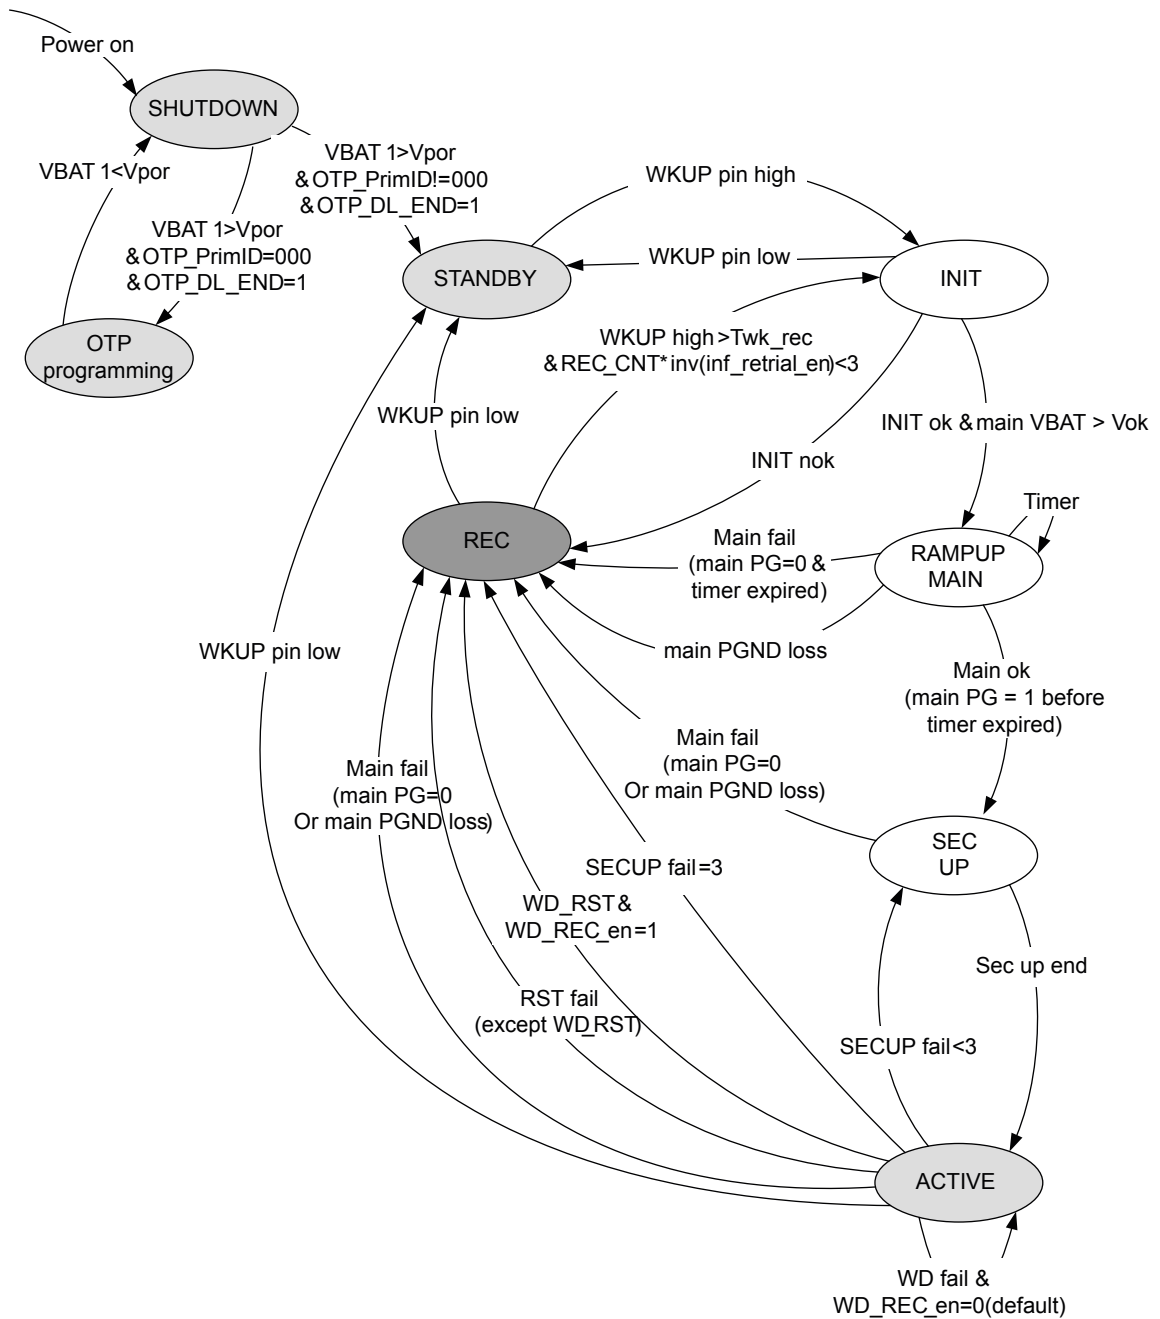 Power on
SHUTDOWN
VBAT 1<Vpor
VBAT 1>Vpor
& OTP_PrimID!=000
& OTP_DL_END=1
VBAT 1>Vpor
& OTP_PrimID=000
& OTP_DL_END=1
OTP
programming
WKUP pin high
STANDBY
WKUP pin low
INIT
WKUP high>Twk_rec
& REC_CNT*inv(inf_retrial_en)<3
WKUP pin low
INIT ok & main VBAT > Vok
INIT nok
Timer
REC
Main fail
(main PG=0 &
timer expired)
RAMPUP
MAIN
WKUP pin low
main PGND loss
Main ok
(main PG = 1 before
timer expired)
Main fail
(main PG=0
Or main PGND loss)
Main fail
(main PG=0
Or main PGND loss)
SEC
UP
SECUP fail=3
WD_RST &
WD_REC_en=1
Sec up end
RST fail
(except WD_RST)
SECUP fail<3
ACTIVE
WD fail &
WD_REC_en=0(default)